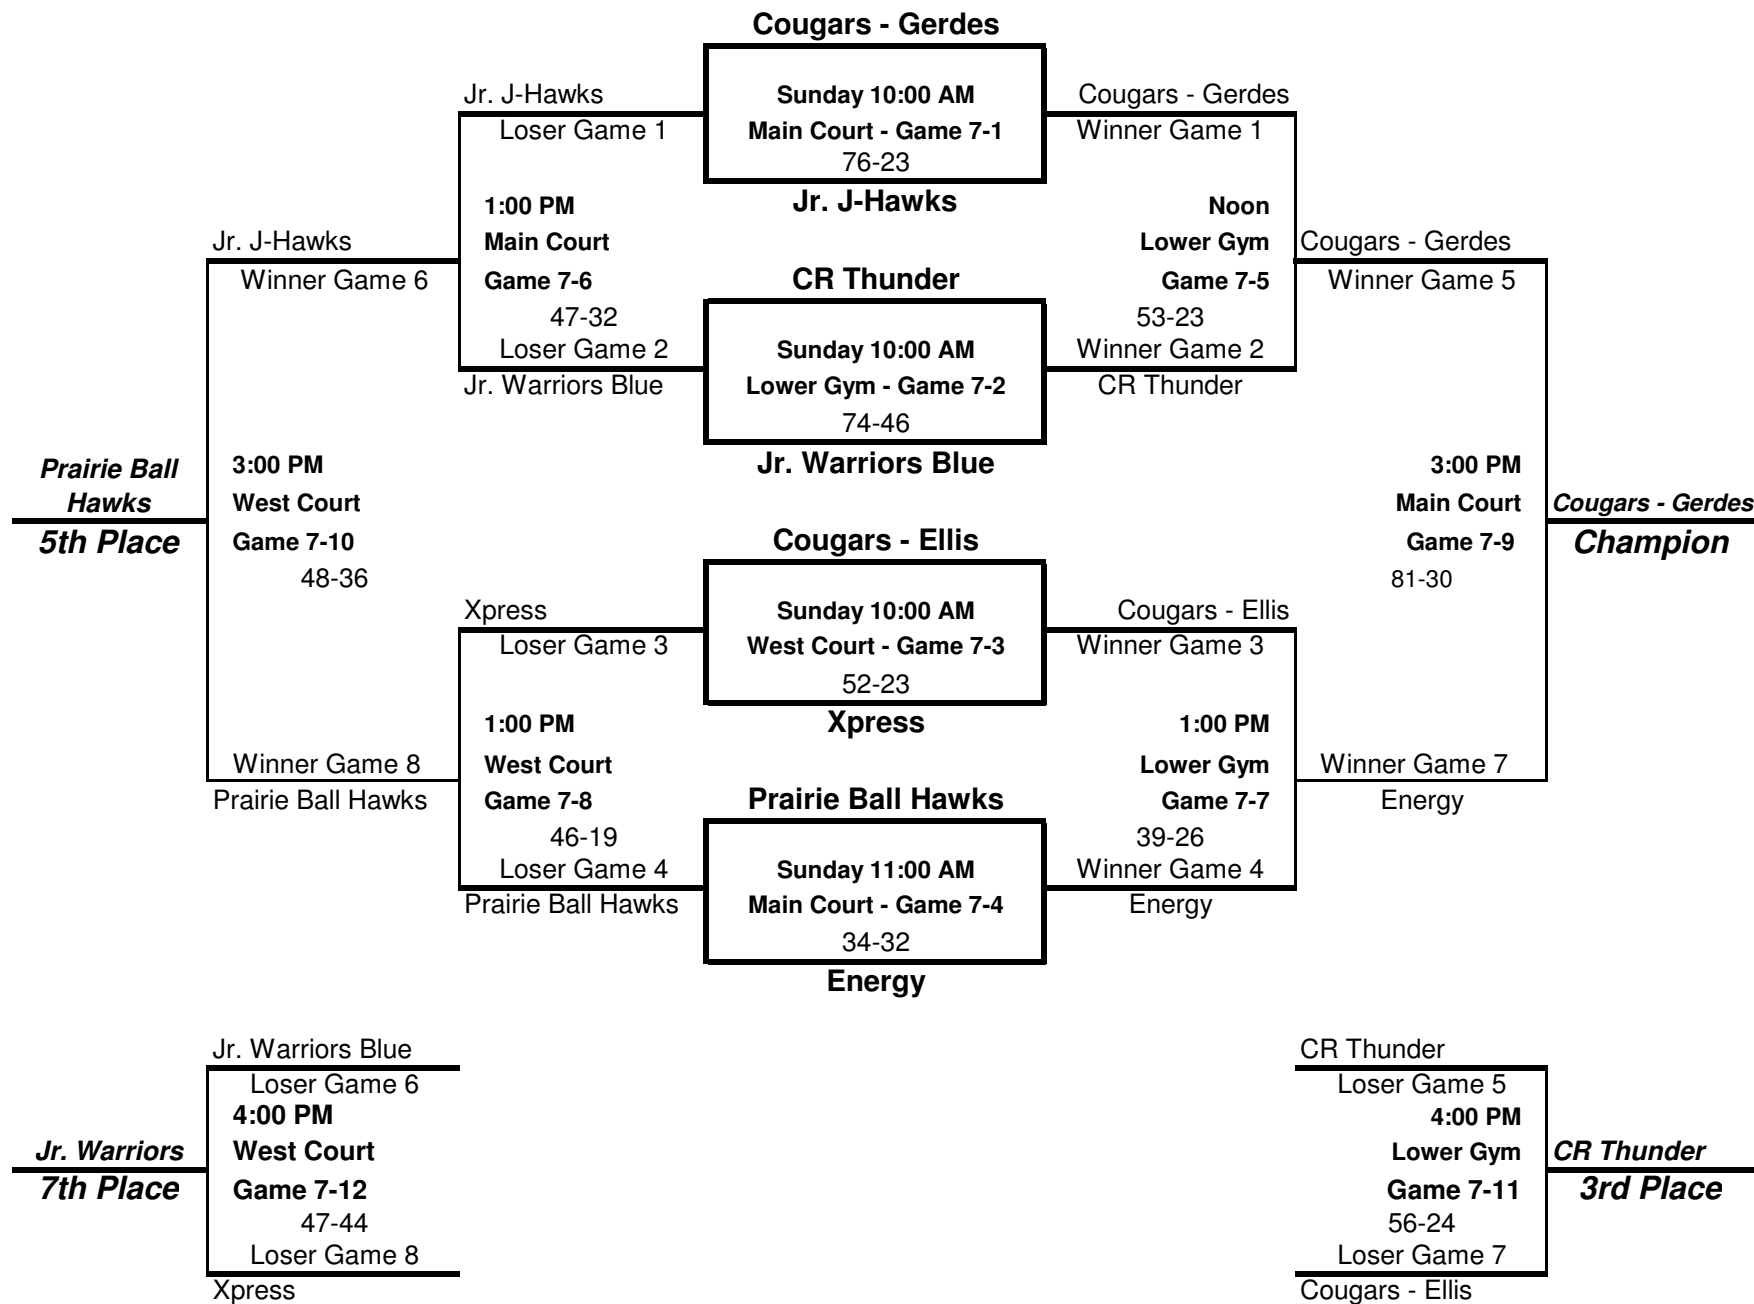 Cougars - Gerdes
Jr. J-Hawks
Sunday 10:00 AM
Cougars - Gerdes
Loser Game 1
Main Court - Game 7-1
Winner Game 1
76-23
Jr. J-Hawks
1:00 PM
Noon
Jr. J-Hawks
Main Court
Lower Gym
Cougars - Gerdes
Winner Game 6
Game 7-6
CR Thunder
Game 7-5
Winner Game 5
47-32
53-23
Loser Game 2
Sunday 10:00 AM
Winner Game 2
Jr. Warriors Blue
Lower Gym - Game 7-2
CR Thunder
74-46
Jr. Warriors Blue
Prairie Ball
Hawks
5th Place
3:00 PM
West Court
Game 7-10
48-36
3:00 PM
Main Court
Game 7-9
81-30
Cougars - Gerdes
Champion
Cougars - Ellis
Xpress
Sunday 10:00 AM
Cougars - Ellis
Loser Game 3
West Court - Game 7-3
Winner Game 3
52-23
Xpress
1:00 PM
1:00 PM
Winner Game 8
West Court
Lower Gym
Winner Game 7
Prairie Ball Hawks
Game 7-8
Prairie Ball Hawks
Game 7-7
Energy
46-19
39-26
Loser Game 4
Sunday 11:00 AM
Winner Game 4
Prairie Ball Hawks
Main Court - Game 7-4
Energy
34-32
Energy
Jr. Warriors Blue
Loser Game 6
4:00 PM
Jr. Warriors
West Court
7th Place
Game 7-12
47-44
Loser Game 8
Xpress
CR Thunder
Loser Game 5
4:00 PM
Lower Gym
CR Thunder
Game 7-11
3rd Place
56-24
Loser Game 7
Cougars - Ellis